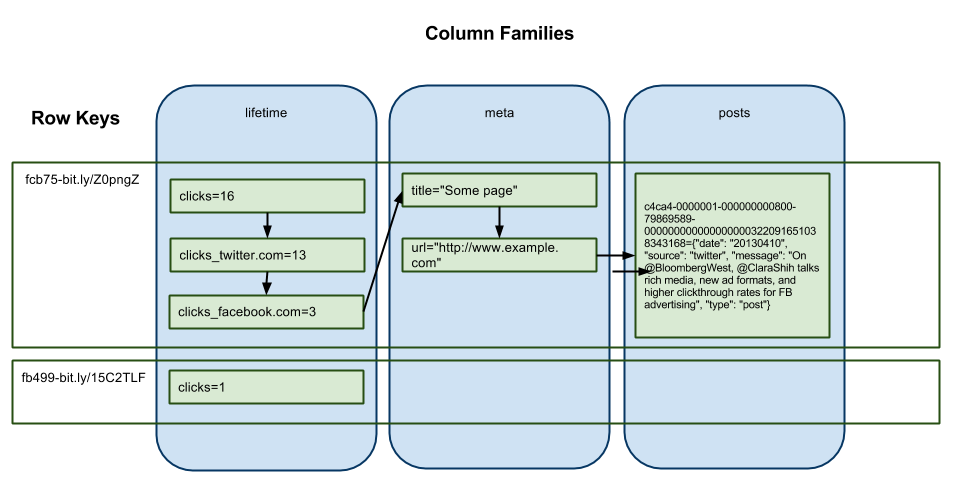 Column Families
Row Keys
lifetime
meta
posts
fcb75-bit.ly/Z0pngZ
clicks=16
clicks_twitter.com=13
clicks_facebook.com=3
title="Some page"
url="http://www.example.
com"
c4ca4-0000001-000000000800-
79869589-
0000000000000000032209165103
8343168={"date": "20130410",
"source": "twitter", "message": "On
@BloombergWest, @ClaraShih talks
rich media, new ad formats, and
higher clickthrough rates for FB
advertising", "type": "post"}
fb499-bit.ly/15C2TLF
clicks=1